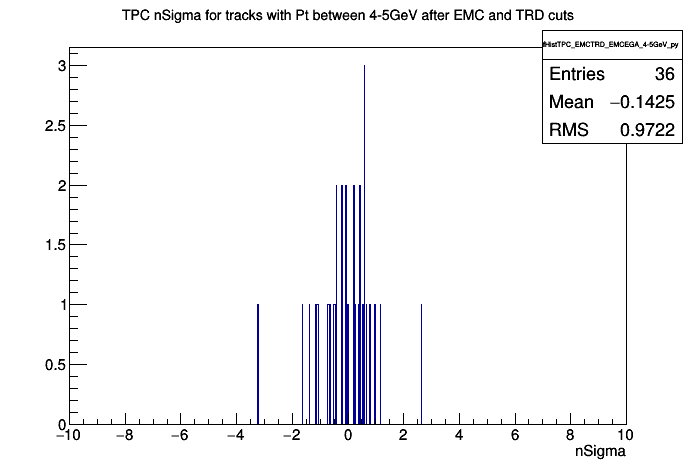 TPC nSigma for tracks with Pt between 4-5GeV after EMC and TRD cuts
fHistTPC_EMCTRD_EMCEGA_4-5GeV_py
Entries 36
Mean −0.1425
RMS 0.9722
3
2.5
2
1.5
1
0.5
0
−10 −8 −6 −4 −2 0 2 4 6 8 10
nSigma